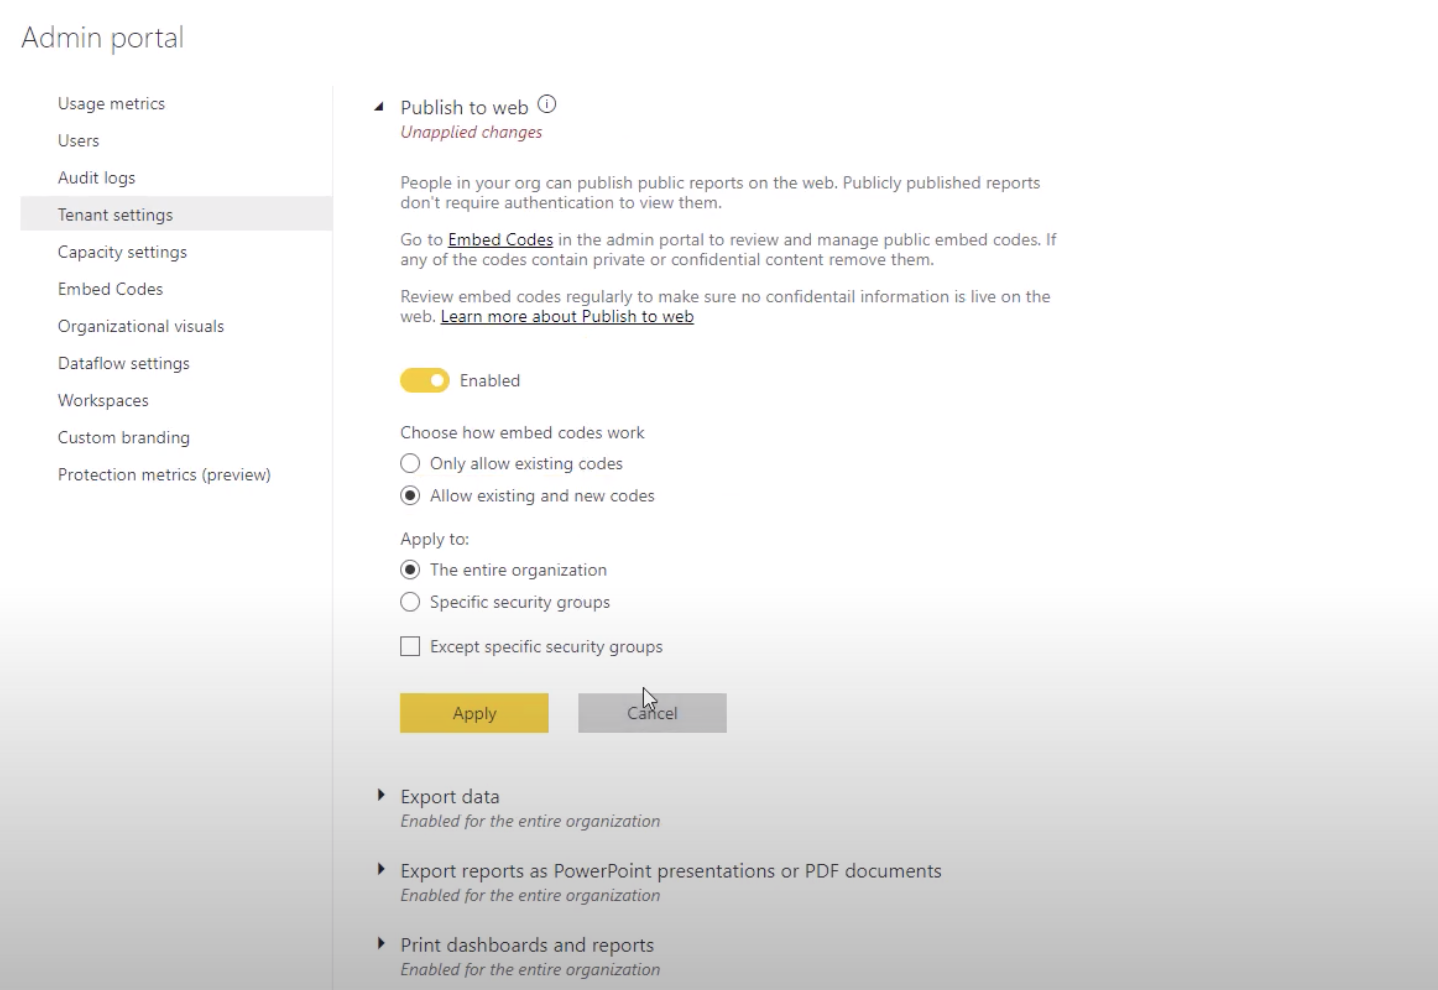 Admin portal
Usage metrics
Users
Audit logs
Tenant settings
Capacity settings
Embed Codes
Organizational visuals
Dataflow settings
Workspaces
Custom branding
Protection metrics (preview)
Publish to web
Unapplied changes
People in your org can publish public reports on the web. Publicly published reports
don't require authentication to view them.
Go to Embed Codes in the admin portal to review and manage public embed codes. If
any of the codes contain private or confidential content remove them.
Review embed codes regularly to make sure no confidentail information is live on the
web. Learn more about Publish to web
Enabled
Choose how embed codes work
Only allow existing codes
Allow existing and new codes
Apply to:
The entire organization
Specific security groups
Except specific security groups
Apply
Cancel
Export data
Enabled for the entire organization
Export reports as PowerPoint presentations or PDF documents
Enabled for the entire organization
Print dashboards and reports
Enabled for the entire organization